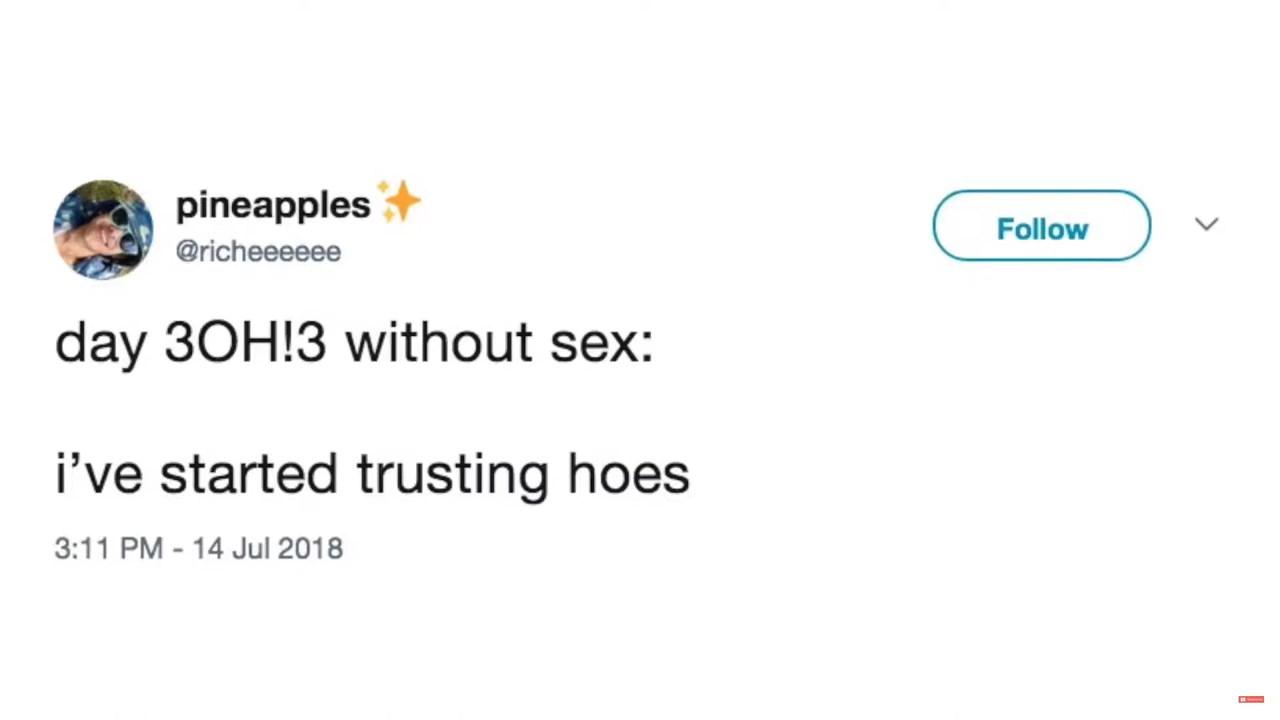 pineapples✨
@richeeeeee
Follow
day 3OH!3 without sex:
i’ve started trusting hoes
3:11 PM - 14 Jul 2018